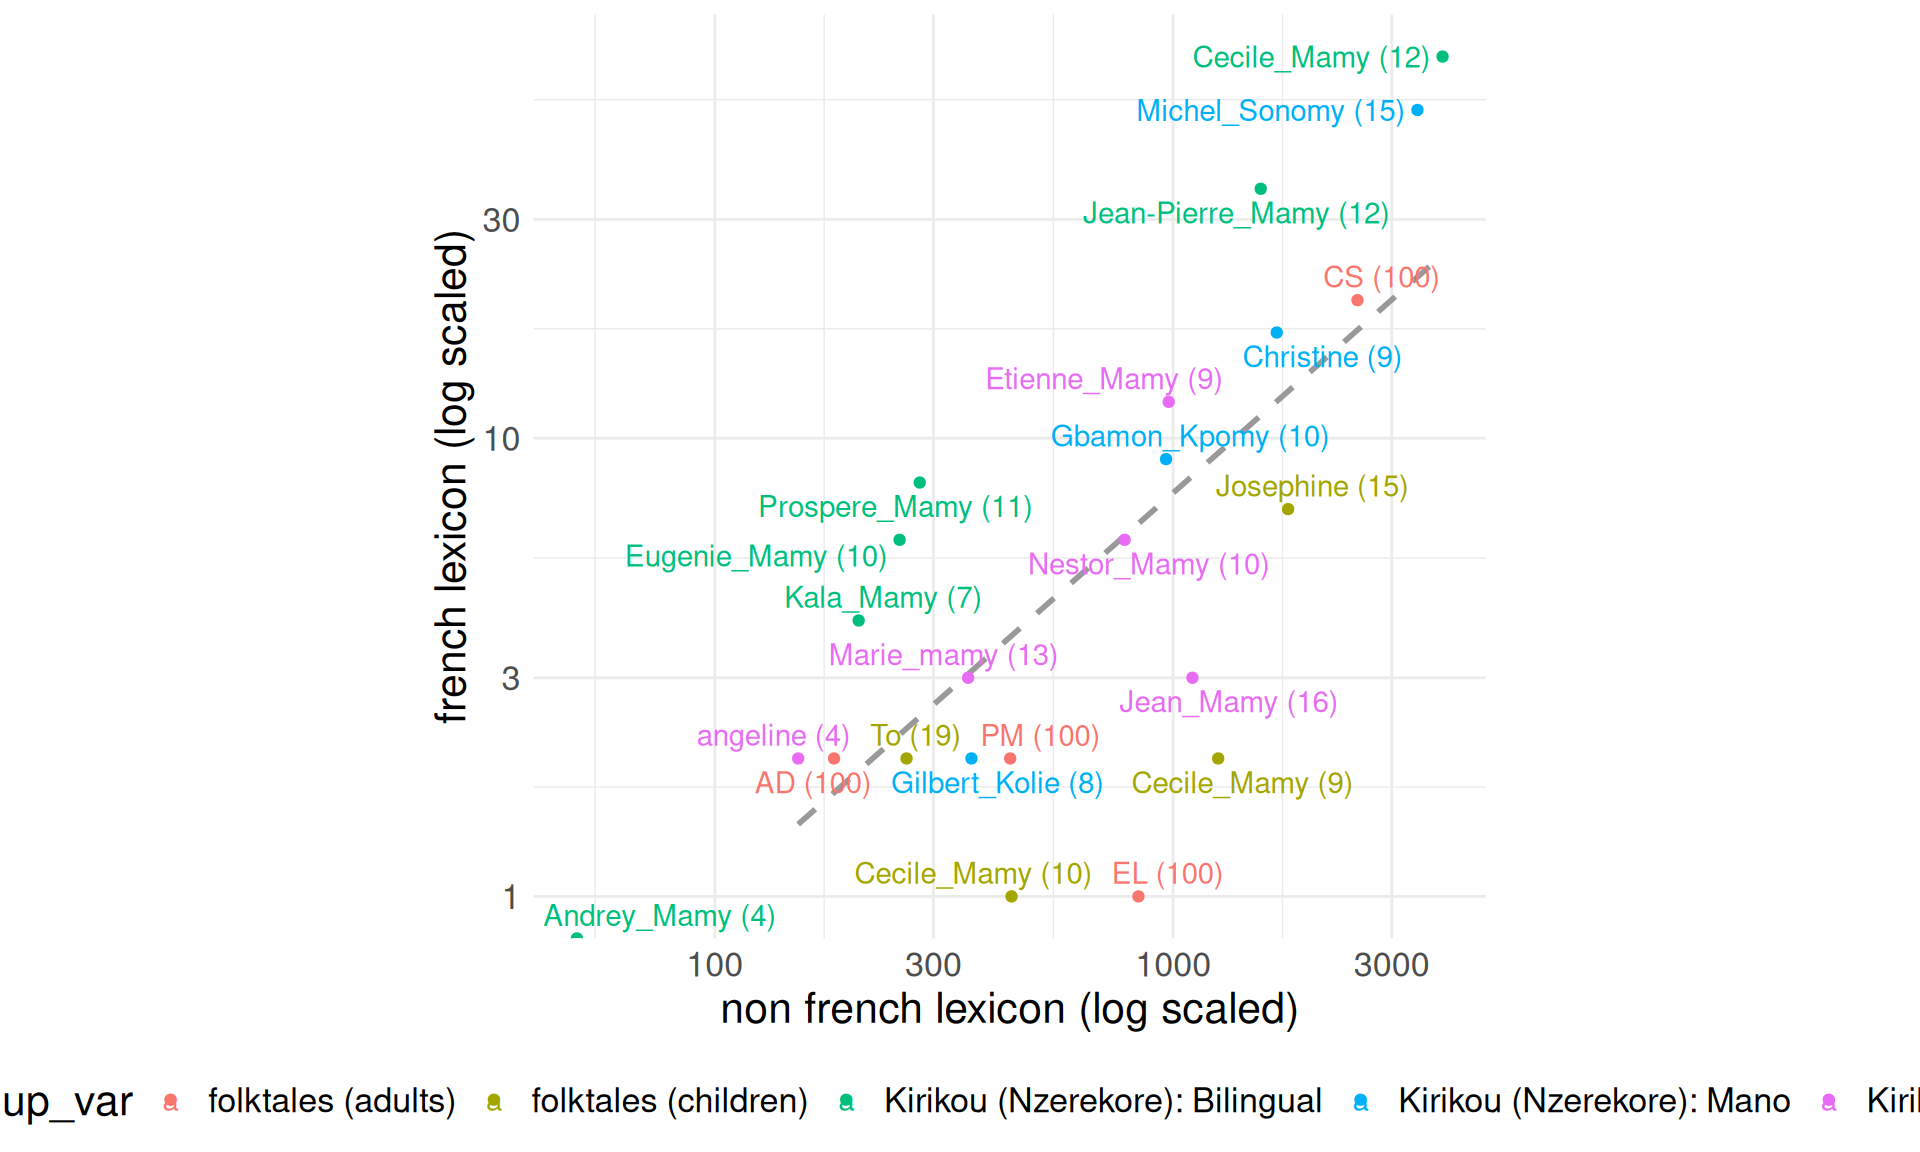 Cecile_Mamy (12)
Michel_Sonomy (15)
Jean-Pierre_Mamy (12)
30
CS (100)
Christine (9)
Etienne_Mamy (9)
Gbamon_Kpomy (10)
10
Josephine (15)
Prospere_Mamy (11)
Eugenie_Mamy (10)
Nestor_Mamy (10)
Kala_Mamy (7)
Marie_mamy (13)
3
Jean_Mamy (16)
angeline (4) To (19) PM (100)
AD (100) Gilbert_Kolie (8) Cecile_Mamy (9)
Cecile_Mamy (10) EL (100)
1
Andrey_Mamy (4)
french lexicon (log scaled)
100 300 1000 3000
non french lexicon (log scaled)
up_var a folktales (adults) a folktales (children) a Kirikou (Nzerekore): Bilingual a Kirikou (Nzerekore): Mano a Kiri